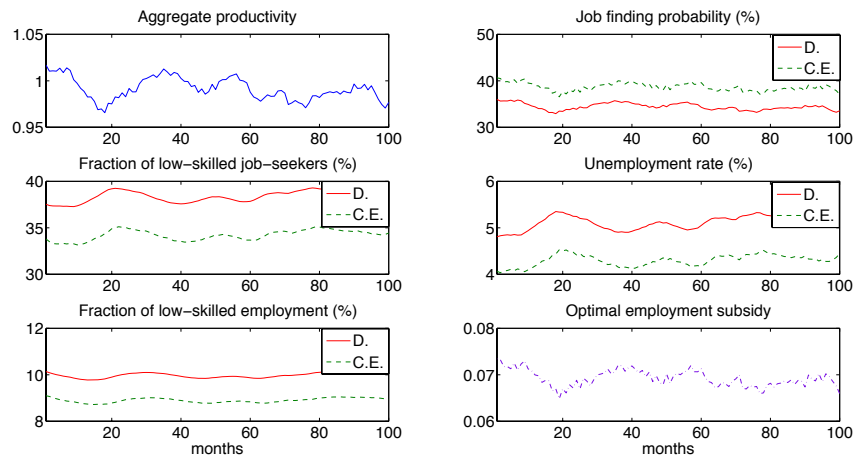 Aggregate productivity
1.05
1
0.95
20 40 60 80 100
Job finding probability (%)
50
40
30
20 40 60 80 100
D.
C.E.
Fraction of low−skilled job−seekers (%)
40
35
30
20 40 60 80 100
D.
C.E.
Unemployment rate (%)
6
5
4
20 40 60 80 100
D.
C.E.
Fraction of low−skilled employment (%)
12
10
8
20 40 60 80 100
months
D.
C.E.
Optimal employment subsidy
0.08
0.07
0.06
20 40 60 80 100
months